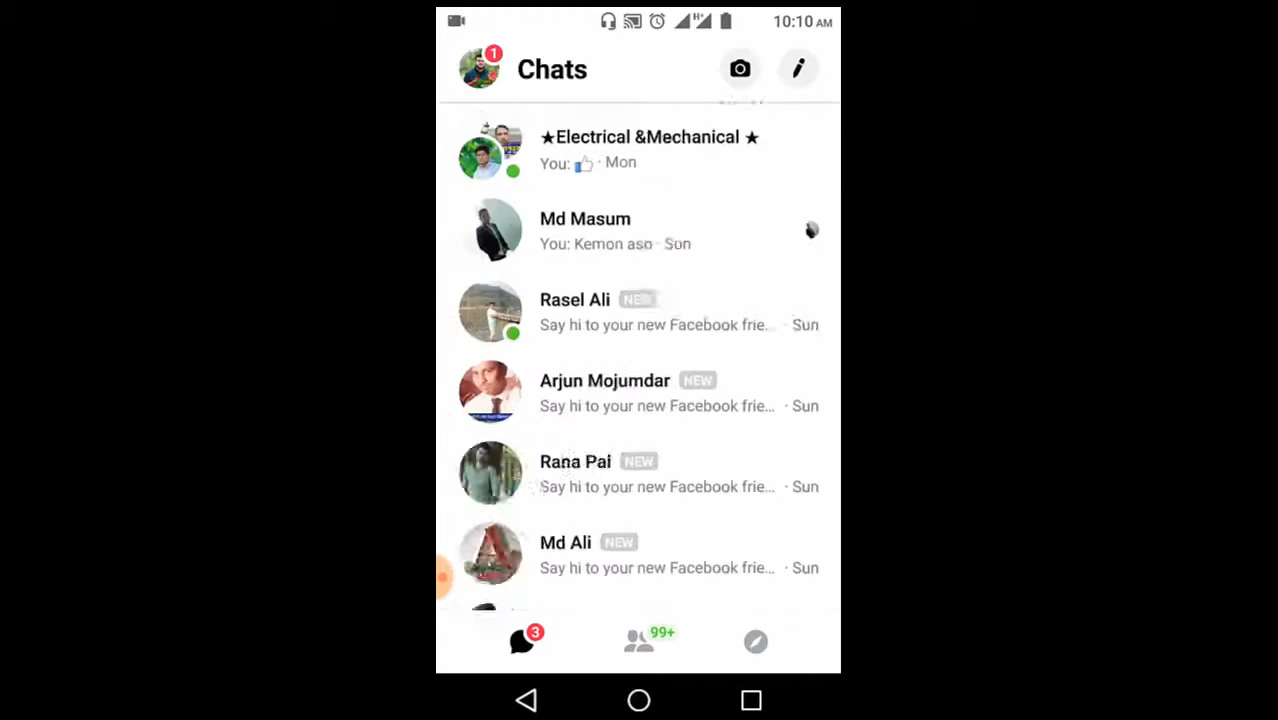 10:10 AM
1
Chats
★Electrical &Mechanical ★
You: 👍 · Mon
Md Masum
You: Kemon aso · Sun
Rasel Ali NEW
Say hi to your new Facebook frie... · Sun
Arjun Mojumdar NEW
Say hi to your new Facebook frie... · Sun
Rana Pai NEW
Say hi to your new Facebook frie... · Sun
Md Ali NEW
Say hi to your new Facebook frie... · Sun
3
99+